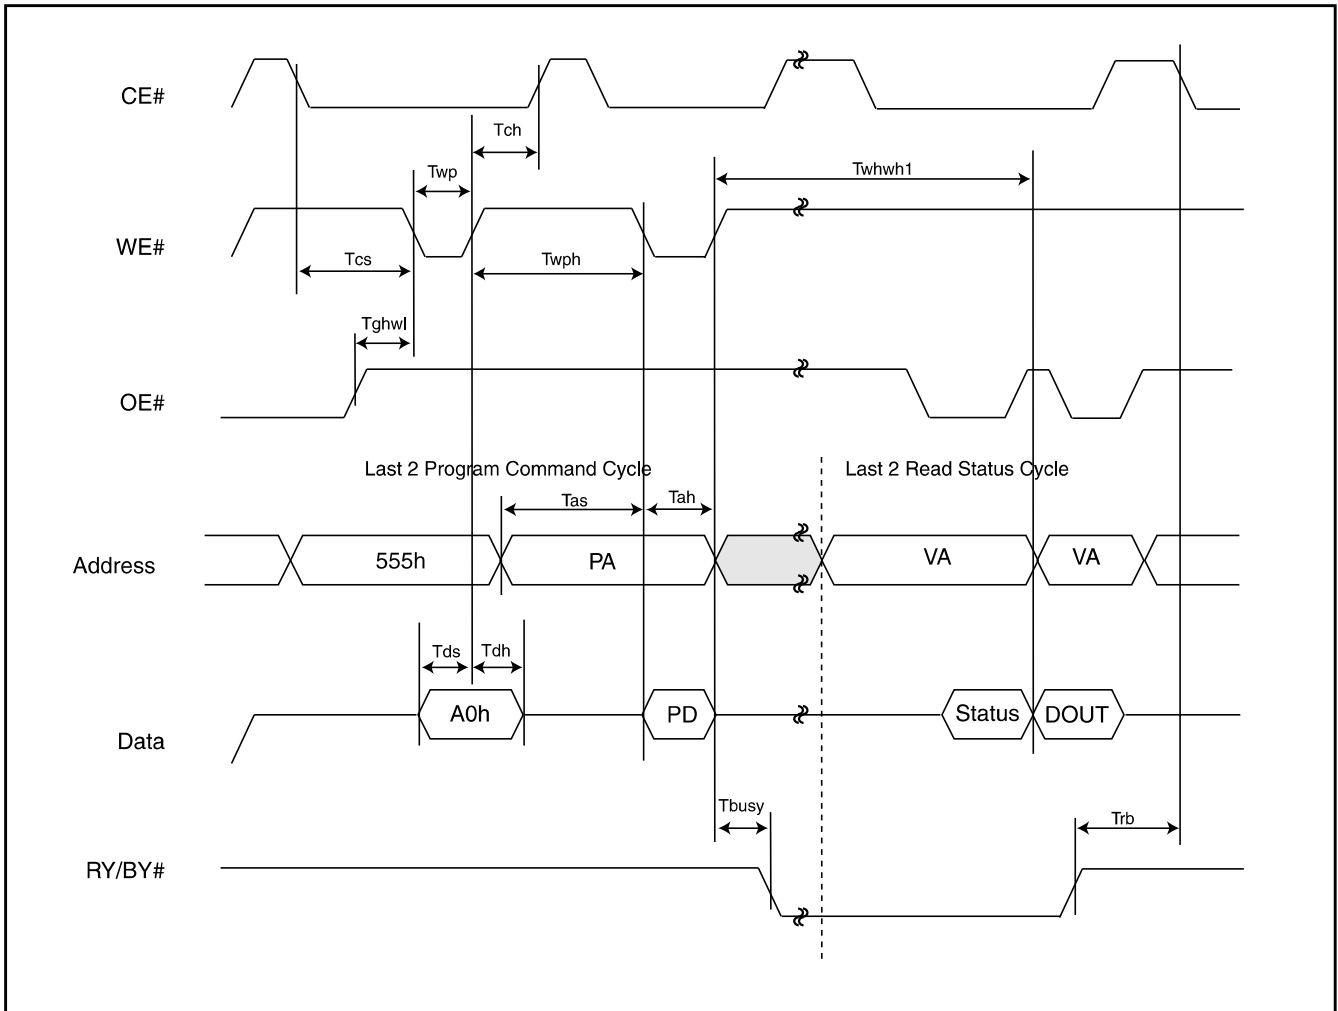 CE#
Tch
Twp
Twhwh1
WE#
Tcs
Twph
Tghwl
OE#
Last 2 Program Command Cycle
Last 2 Read Status Cycle
Tas
Tah
Address
555h
PA
VA
VA
Tds
Tdh
Data
A0h
PD
Status
DOUT
Tbusy
Trb
RY/BY#